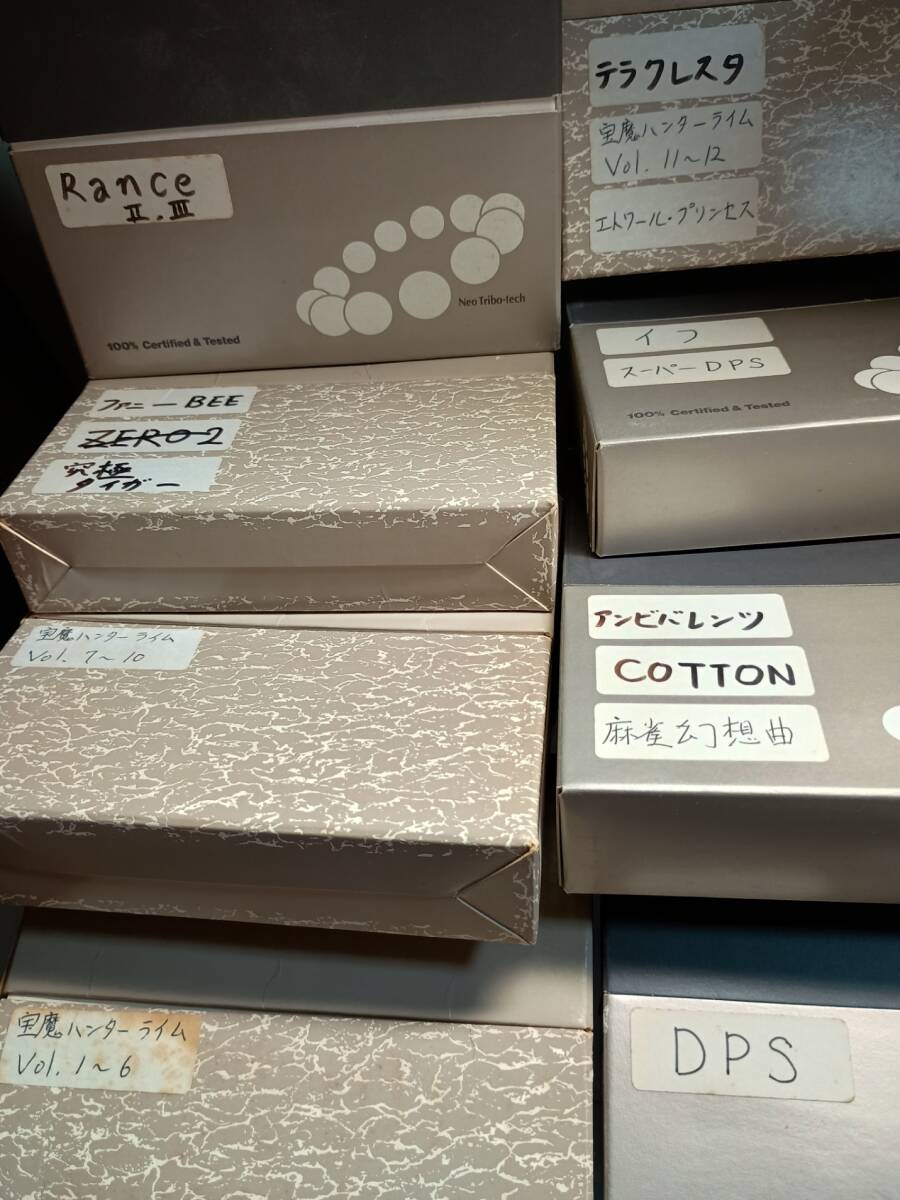 Rance
II.III
Neo Tribo-tech
100% Certified & Tested
ファニーBEE
ZERO2
究極
タイガー
宝魔ハンターライム
Vol. 7～10
宝魔ハンターライム
Vol. 1～6
テラクレスタ
宝魔ハンターライム
Vol. 11～12
エトワール・プリンセス
イフ
スーパーDPS
100% Certified & Tested
アンビバレンツ
COTTON
麻雀幻想曲
DPS